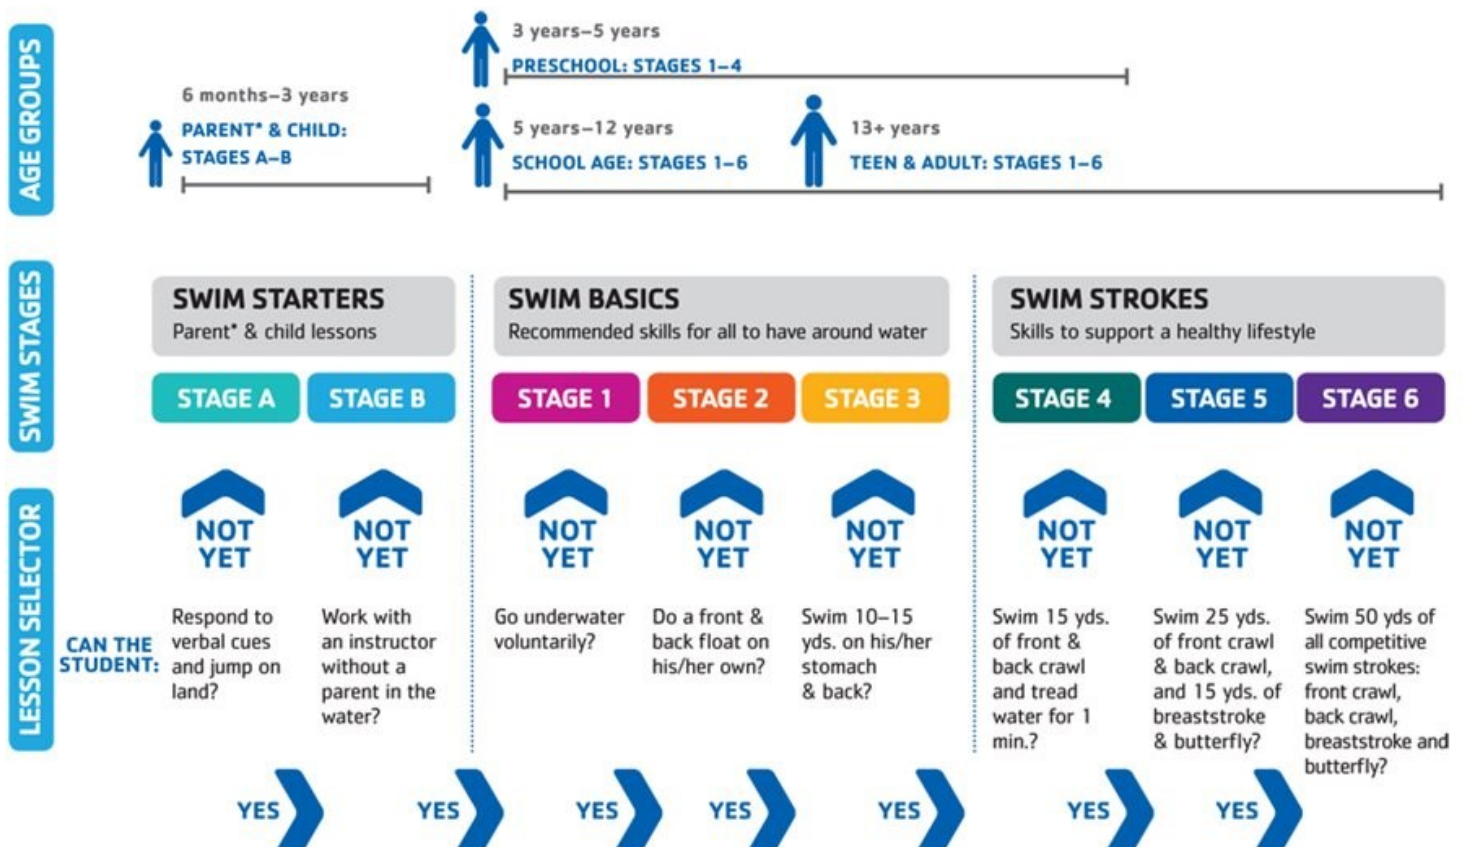 AGE GROUPS
6 months–3 years
PARENT* & CHILD:
STAGES A–B
3 years–5 years
PRESCHOOL: STAGES 1–4
5 years–12 years
SCHOOL AGE: STAGES 1–6
13+ years
TEEN & ADULT: STAGES 1–6
SWIM STAGES
SWIM STARTERS
Parent* & child lessons
SWIM BASICS
Recommended skills for all to have around water
SWIM STROKES
Skills to support a healthy lifestyle
STAGE A
STAGE B
STAGE 1
STAGE 2
STAGE 3
STAGE 4
STAGE 5
STAGE 6
LESSON SELECTOR
NOT
YET
NOT
YET
NOT
YET
NOT
YET
NOT
YET
NOT
YET
NOT
YET
NOT
YET
CAN THE
STUDENT:
Respond to
verbal cues
and jump on
land?
Work with
an instructor
without a
parent in the
water?
Go underwater
voluntarily?
Do a front &
back float on
his/her own?
Swim 10–15
yds. on his/her
stomach
& back?
Swim 15 yds.
of front &
back crawl
and tread
water for 1
min.?
Swim 25 yds.
of front crawl
& back crawl,
and 15 yds. of
breaststroke
& butterfly?
Swim 50 yds of
all competitive
swim strokes:
front crawl,
back crawl,
breaststroke and
butterfly?
YES
YES
YES
YES
YES
YES
YES